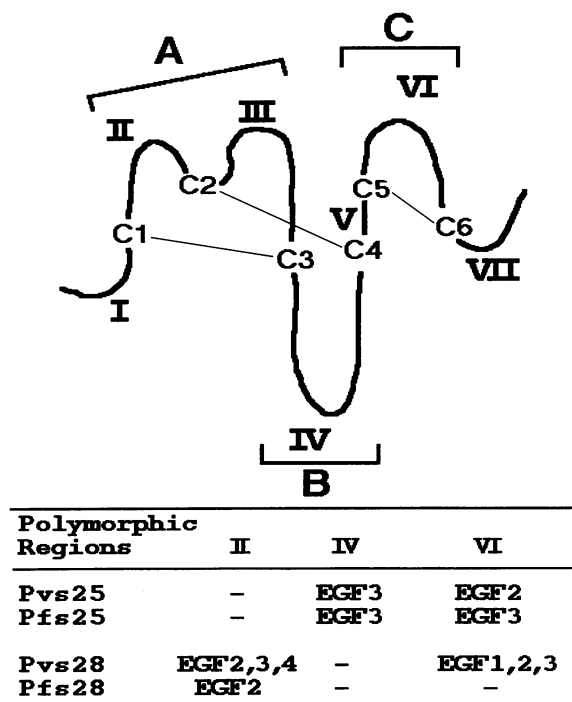 A
C
VI
II
III
C2
C5
V
C1
C6
C4
C3
VII
I
IV
B
Polymorphic
Regions II IV VI
Pvs25 – EGF3 EGF2
Pfs25 – EGF3 EGF3
Pvs28 EGF2,3,4 – EGF1,2,3
Pfs28 EGF2 – –